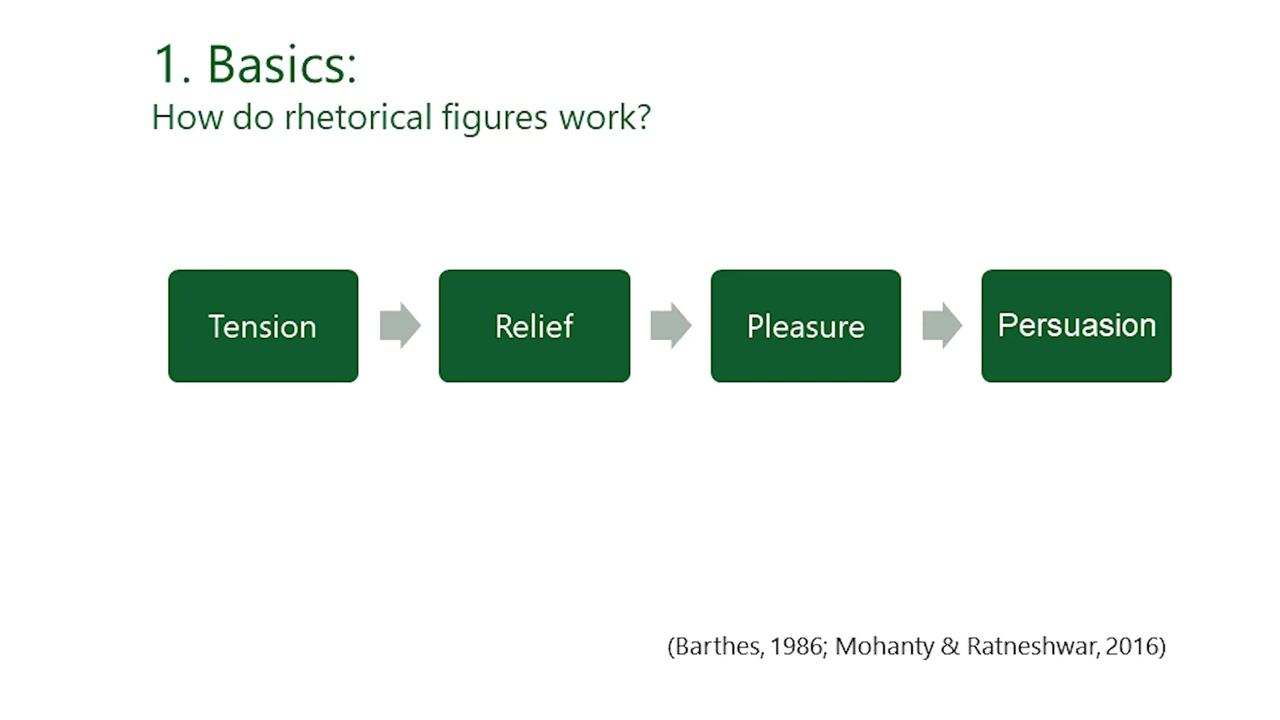 1. Basics:
How do rhetorical figures work?
Tension
Relief
Pleasure
Persuasion
(Barthes, 1986; Mohanty & Ratneshwar, 2016)